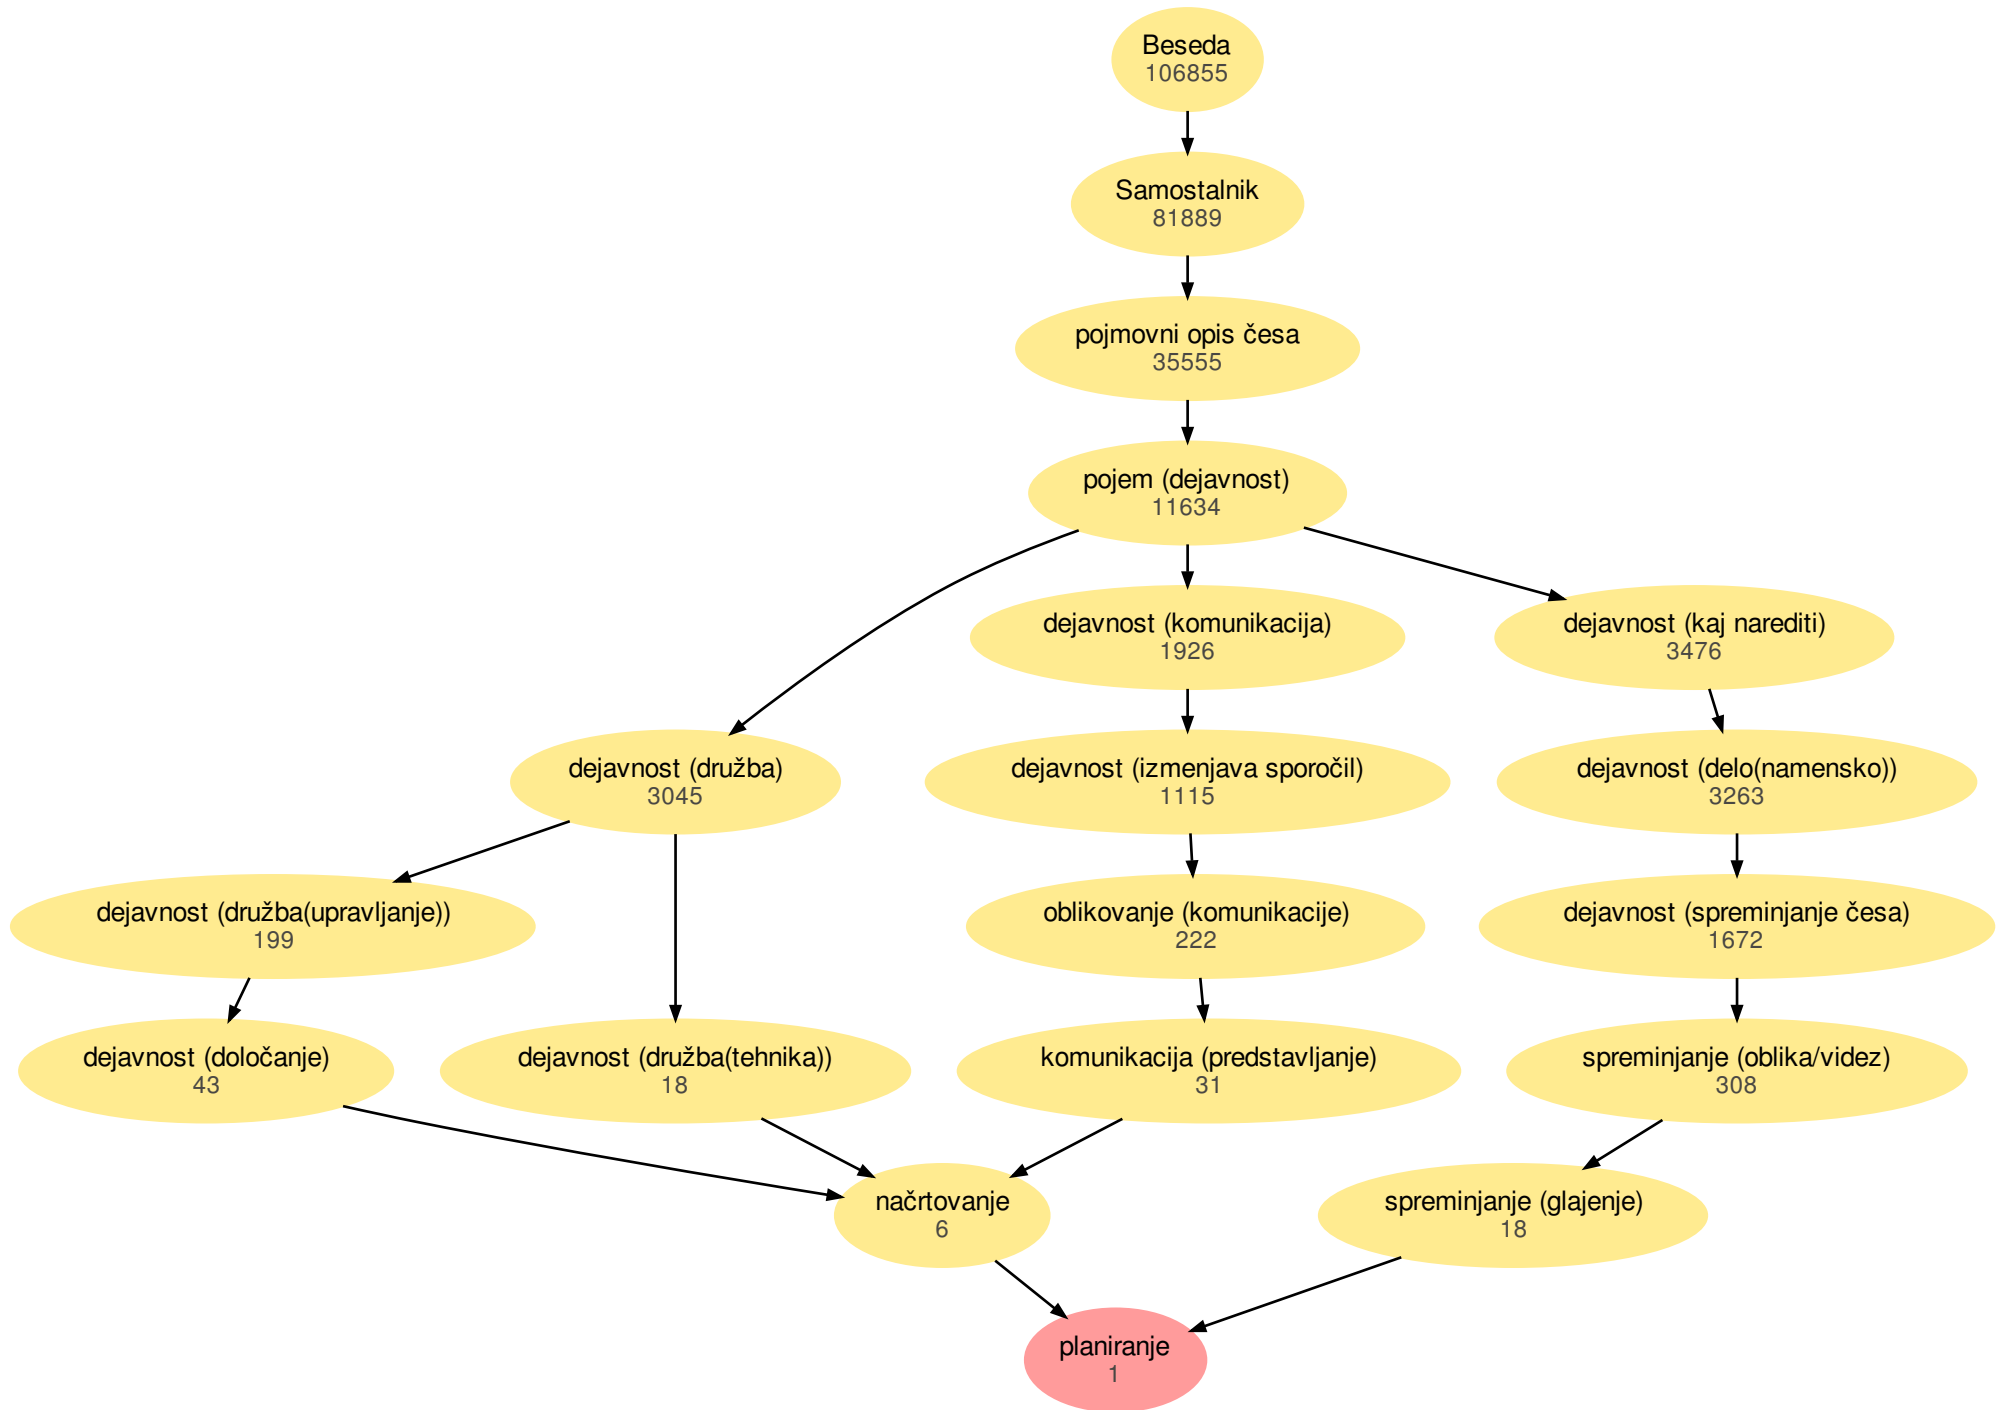 Beseda
106855
Samostalnik
81889
pojmovni opis česa
35555
pojem (dejavnost)
11634
dejavnost (komunikacija)
1926
dejavnost (kaj narediti)
3476
dejavnost (družba)
3045
dejavnost (izmenjava sporočil)
1115
dejavnost (delo(namensko))
3263
dejavnost (družba(upravljanje))
199
oblikovanje (komunikacije)
222
dejavnost (spreminjanje česa)
1672
dejavnost (določanje)
43
dejavnost (družba(tehnika))
18
komunikacija (predstavljanje)
31
spreminjanje (oblika/videz)
308
načrtovanje
6
spreminjanje (glajenje)
18
planiranje
1